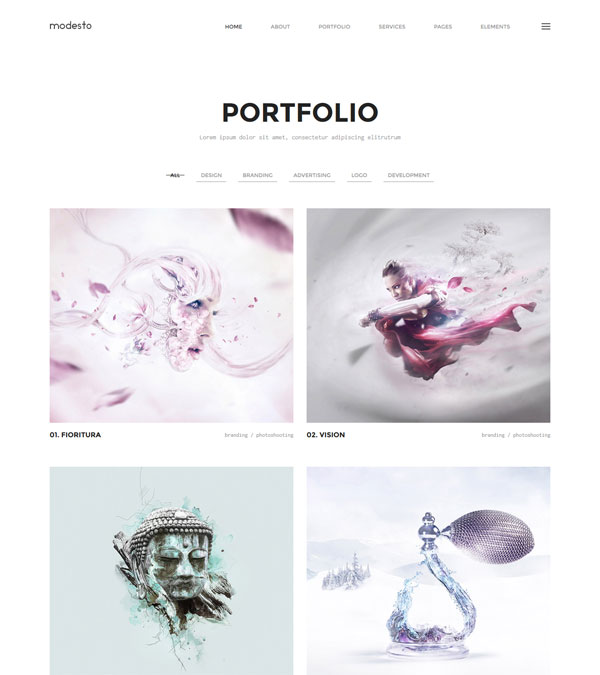 modesto
HOME ABOUT PORTFOLIO SERVICES PAGES ELEMENTS
PORTFOLIO
Lorem ipsum dolor sit amet, consectetur adipiscing elitrutrum
ALL DESIGN BRANDING ADVERTISING LOGO DEVELOPMENT
01. FIORITURA branding / photoshooting
02. VISION branding / photoshooting